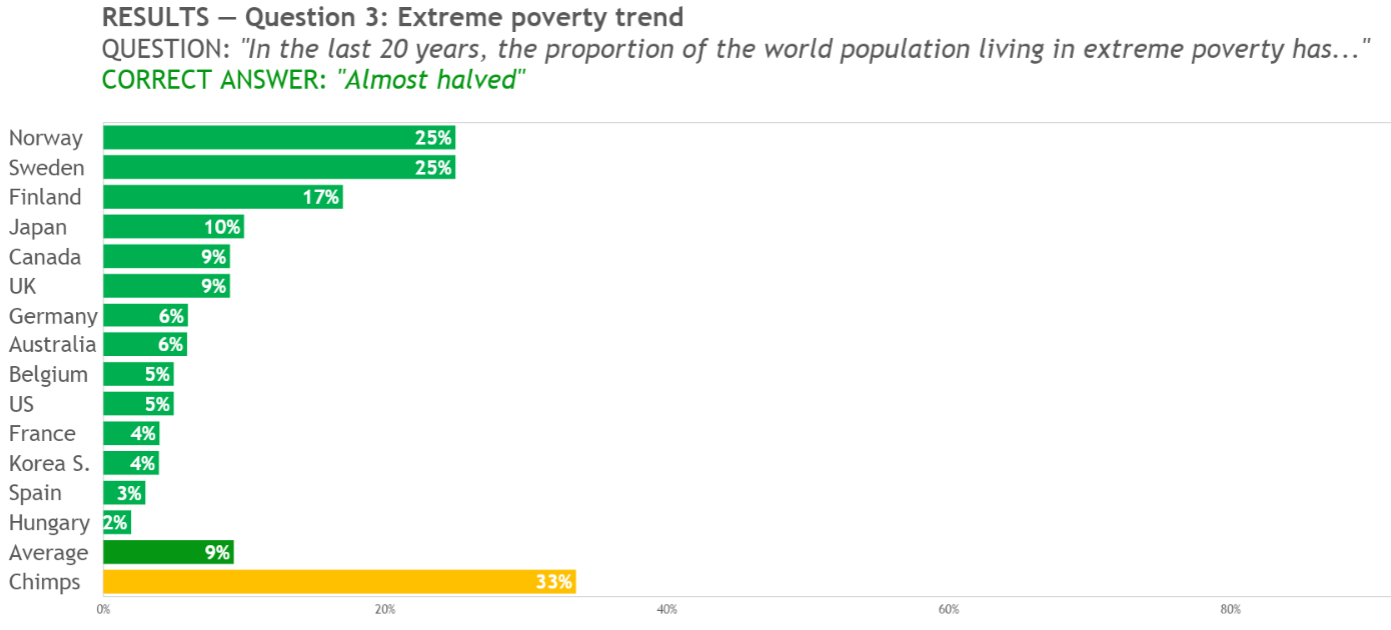 RESULTS — Question 3: Extreme poverty trend
QUESTION: "In the last 20 years, the proportion of the world population living in extreme poverty has..."
CORRECT ANSWER: "Almost halved"
Norway 25%
Sweden 25%
Finland 17%
Japan 10%
Canada 9%
UK 9%
Germany 6%
Australia 6%
Belgium 5%
US 5%
France 4%
Korea S. 4%
Spain 3%
Hungary 2%
Average 9%
Chimps 33%
0% 20% 40% 60% 80%